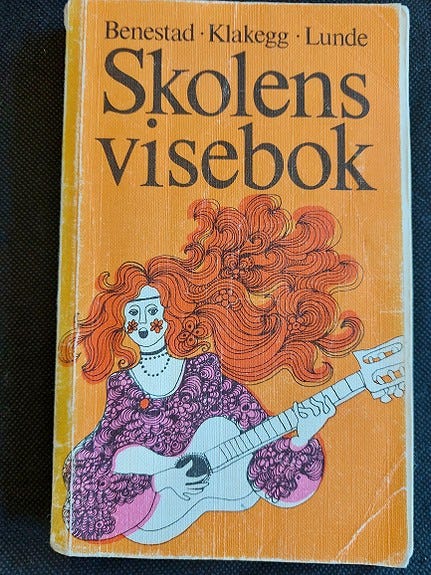 Benestad · Klakegg · Lunde
Skolens
visebok